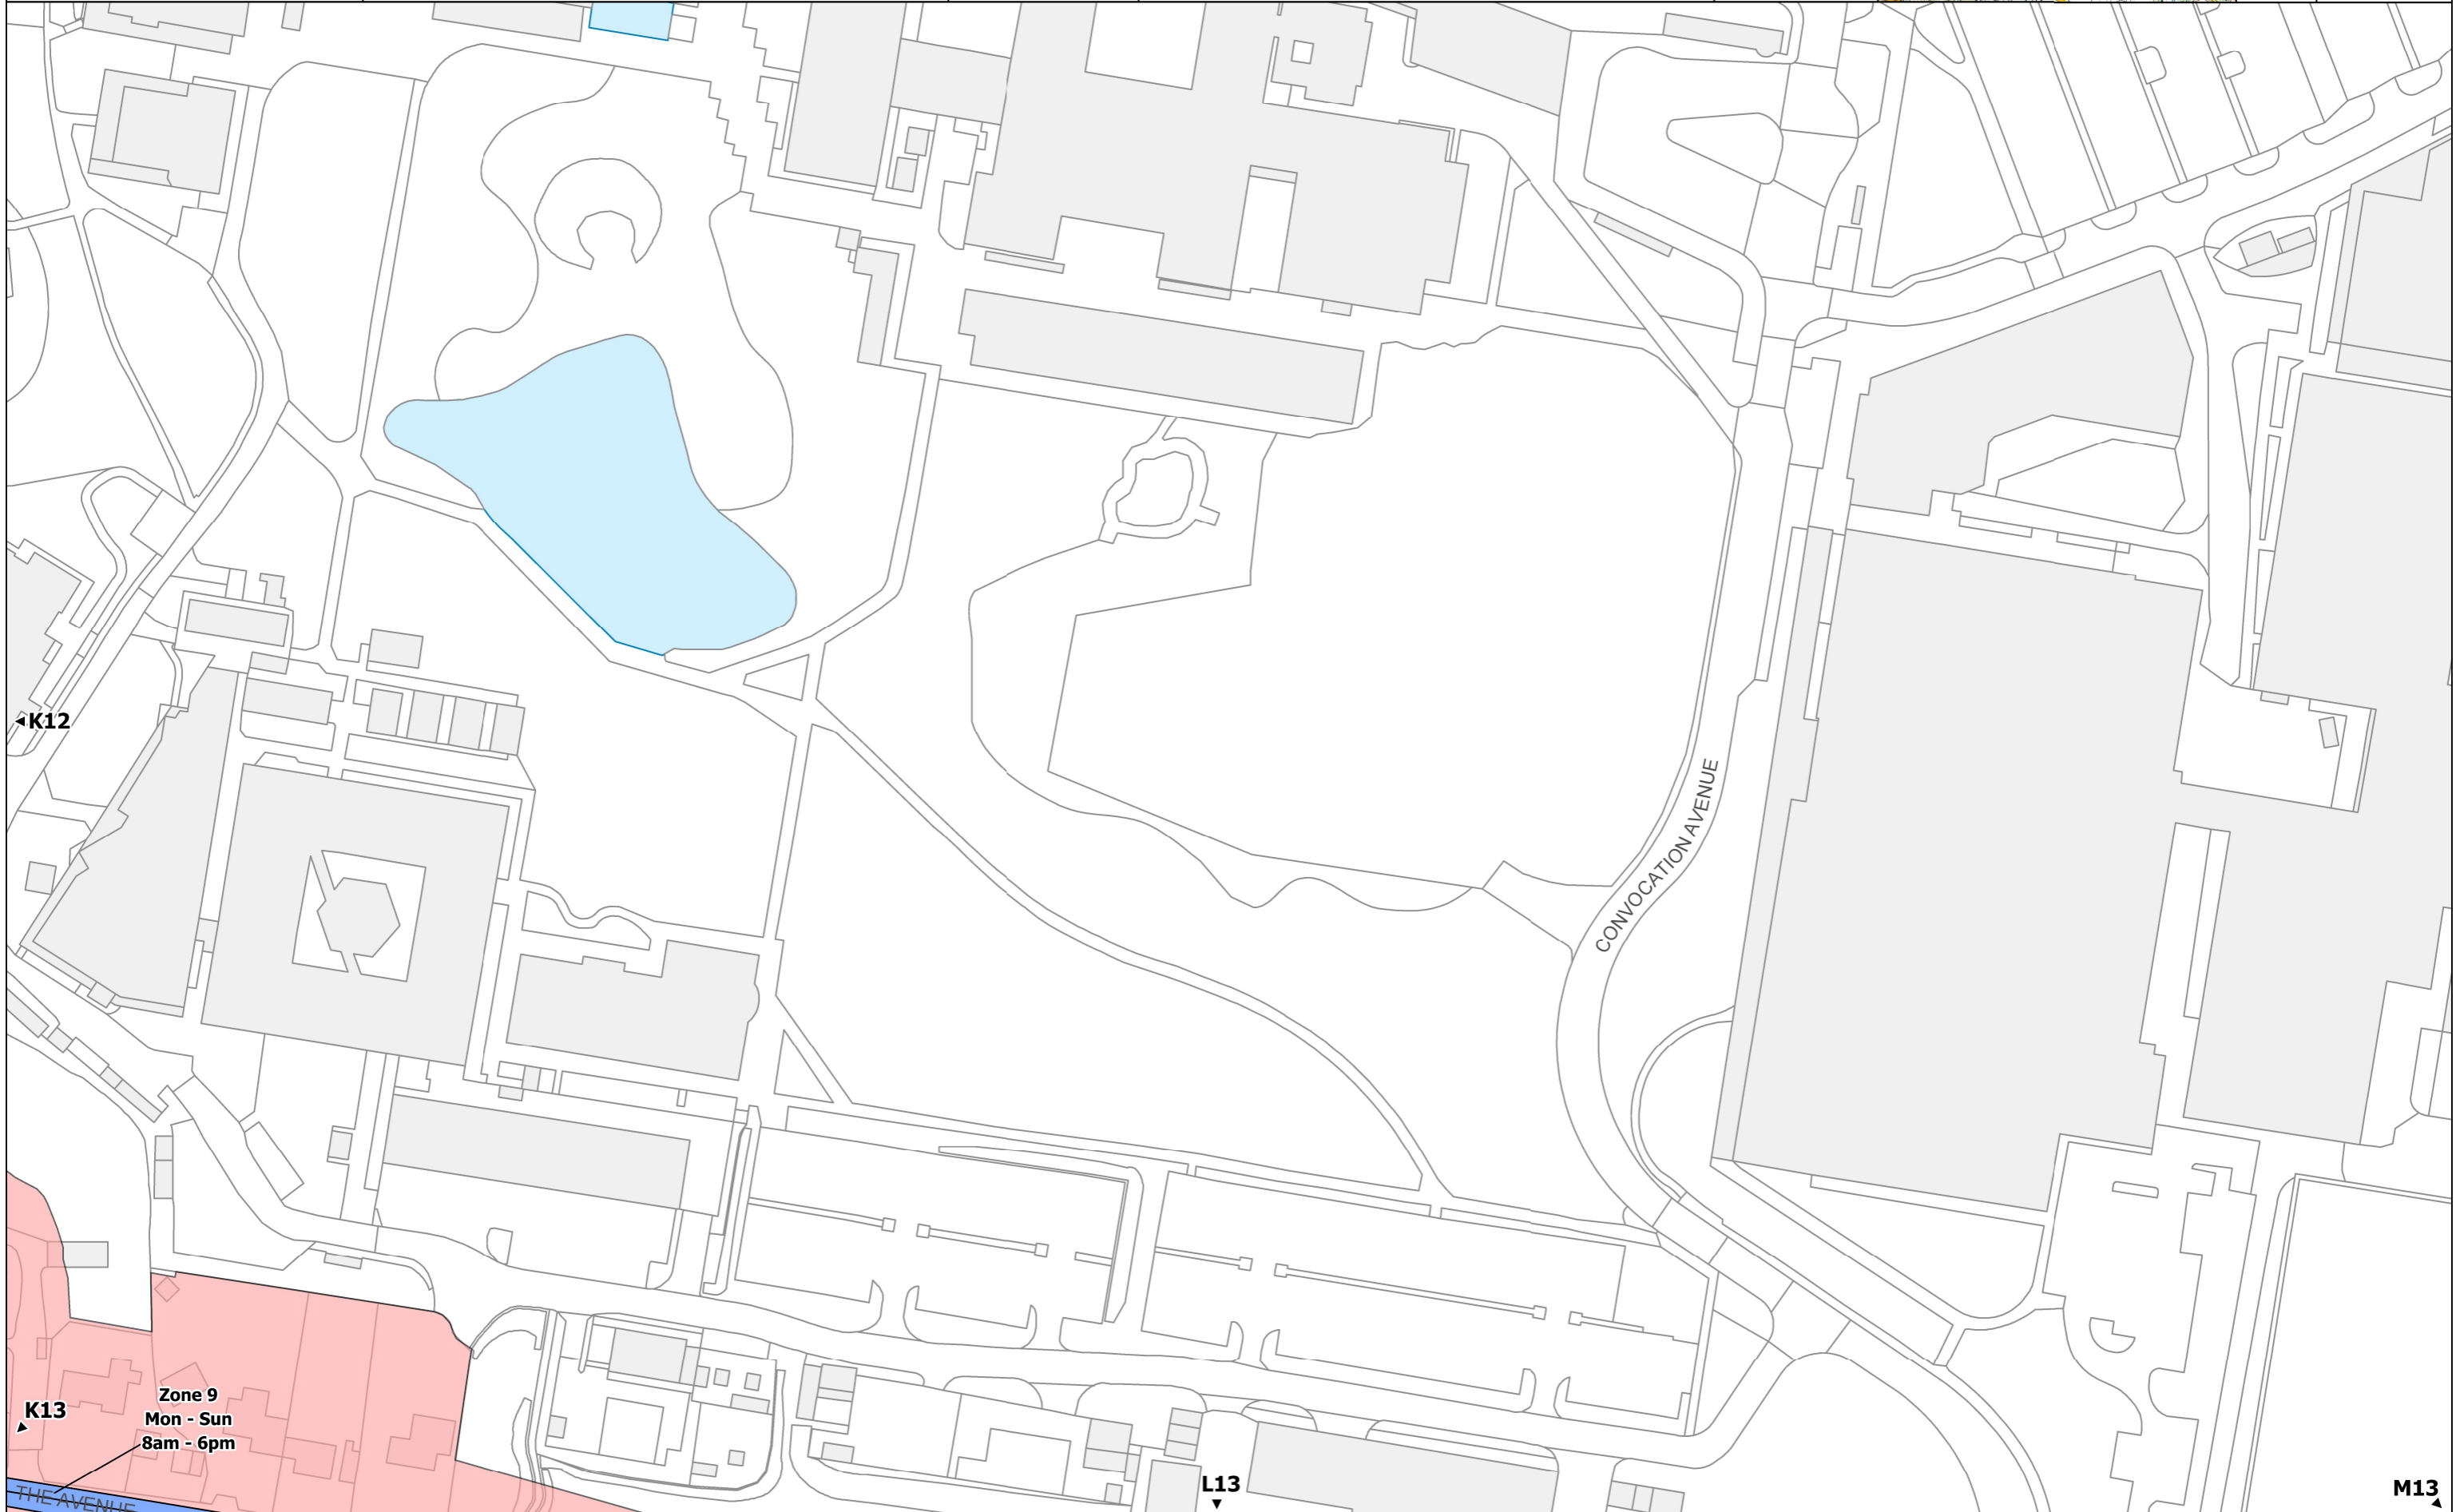 K12
CONVOCATION AVENUE
Zone 9
Mon - Sun
8am - 6pm
K13
THE AVENUE
L13
M13